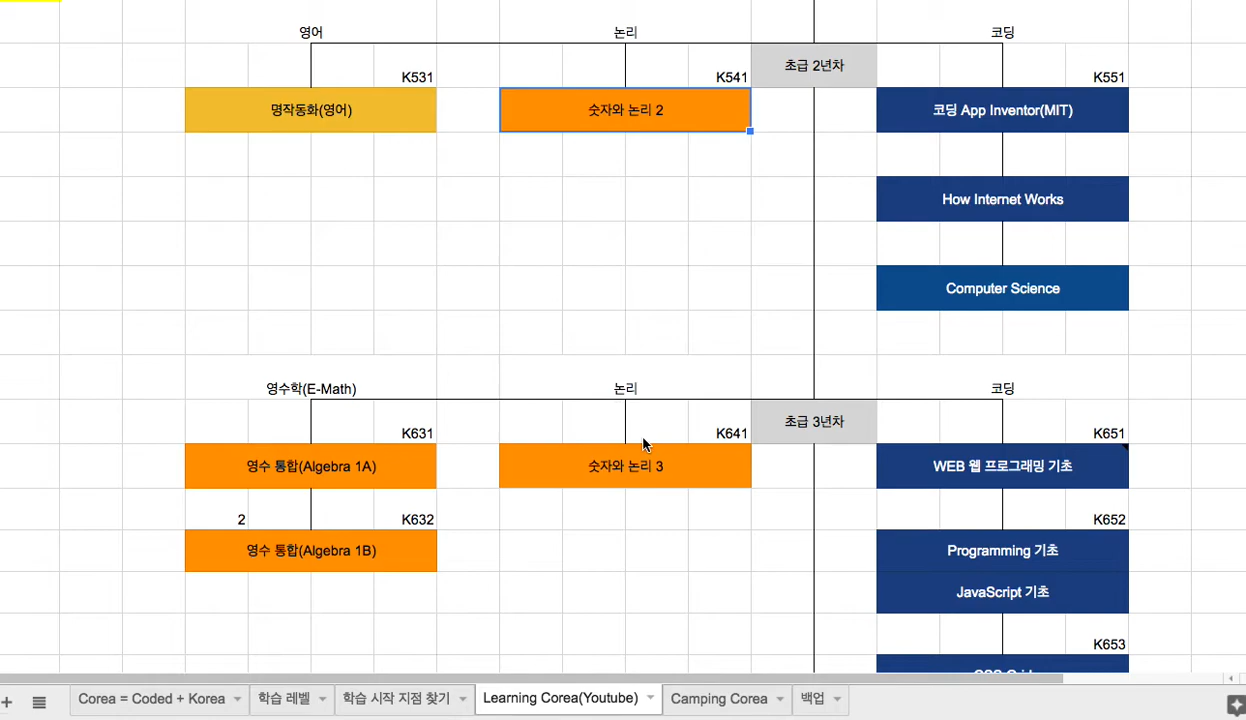 영어
논리
코딩
초급 2년차
K531
K541
K551
명작동화(영어)
숫자와 논리 2
코딩 App Inventor(MIT)
How Internet Works
Computer Science
영수학(E-Math)
논리
코딩
초급 3년차
K631
K641
K651
영수 통합(Algebra 1A)
숫자와 논리 3
WEB 웹 프로그래밍 기초
2
K632
K652
영수 통합(Algebra 1B)
Programming 기초
JavaScript 기초
K653
Corea = Coded + Korea
학습 레벨
학습 시작 지점 찾기
Learning Corea(Youtube)
Camping Corea
백업